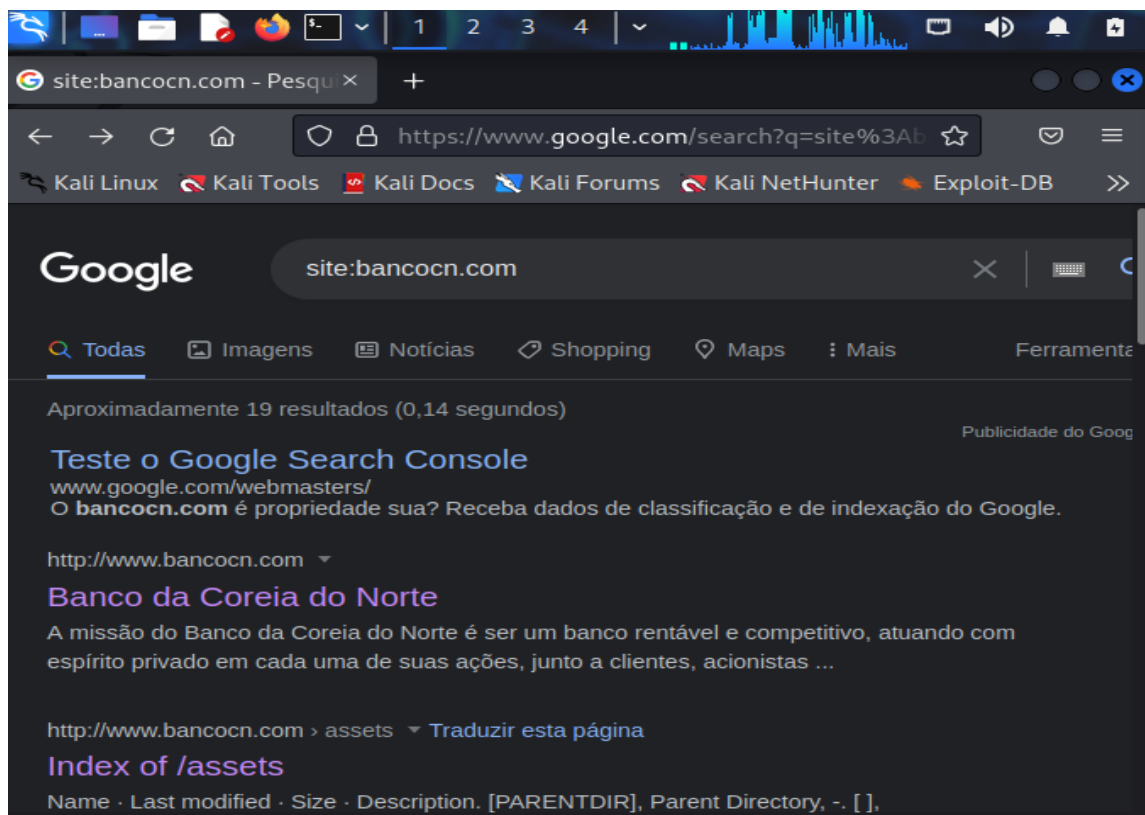 1 2 3 4
site:bancocn.com - Pesqui
https://www.google.com/search?q=site%3Ab
Kali Linux Kali Tools Kali Docs Kali Forums Kali NetHunter Exploit-DB
Google site:bancocn.com
Todas Imagens Notícias Shopping Maps Mais Ferramenta
Aproximadamente 19 resultados (0,14 segundos)
Publicidade do Goog
Teste o Google Search Console
www.google.com/webmasters/
O bancocn.com é propriedade sua? Receba dados de classificação e de indexação do Google.
http://www.bancocn.com
Banco da Coreia do Norte
A missão do Banco da Coreia do Norte é ser um banco rentável e competitivo, atuando com
espírito privado em cada uma de suas ações, junto a clientes, acionistas ...
http://www.bancocn.com › assets Traduzir esta página
Index of /assets
Name · Last modified · Size · Description. [PARENTDIR], Parent Directory, -. [ ],